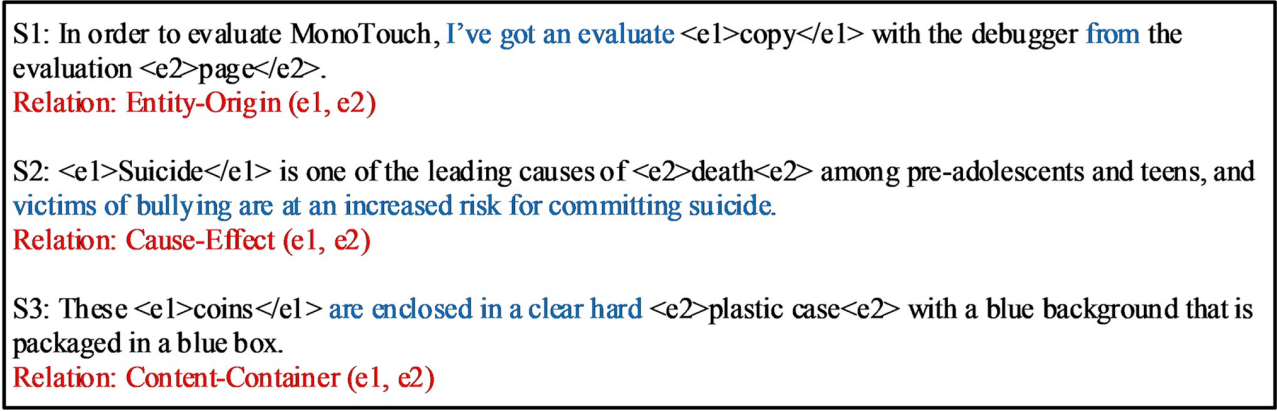 S1: In order to evaluate MonoTouch, I've got an evaluate <e1>copy</e1> with the debugger from the
evaluation <e2>page</e2>.
Relation: Entity-Origin (e1, e2)
S2: <e1>Suicide</e1> is one of the leading causes of <e2>death<e2> among pre-adolescents and teens, and
victims of bullying are at an increased risk for committing suicide.
Relation: Cause-Effect (e1, e2)
S3: These <e1>coins</e1> are enclosed in a clear hard <e2>plastic case<e2> with a blue background that is
packaged in a blue box.
Relation: Content-Container (e1, e2)